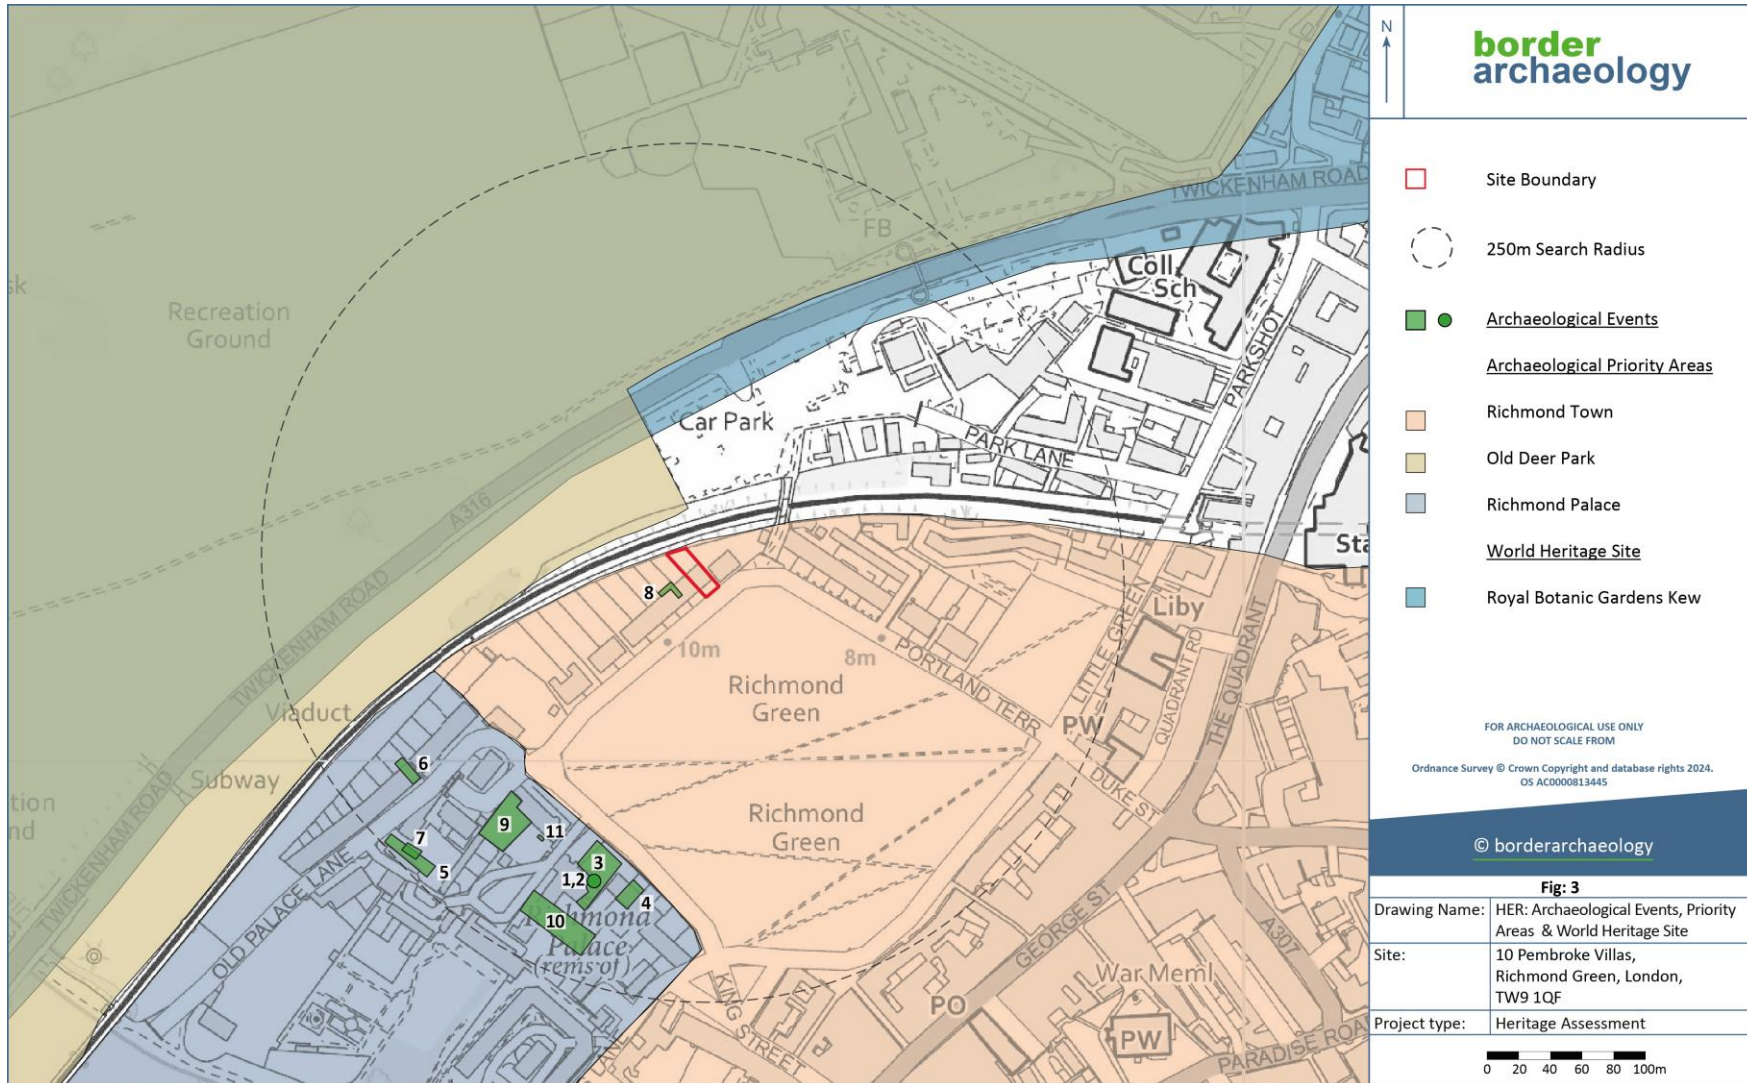 FB
TWICKENHAM ROAD
Coll
Sch
Recreation
Ground
PARKSHOT
Car Park
PARK LANE
A316
Sta
TWICKENHAM ROAD
8
10m
8m
PORTLAND TERR
LITTLE GREEN
Liby
QUADRANT RD
THE QUADRANT
Richmond
Green
PW
Viaduct
Subway
DUKE ST
6
Richmond
Green
9
11
7
5
3
1,2
4
10
OLD PALACE LANE
TWICKENHAM ROAD
Richmond
Palace
(rems of)
GEORGE ST
A307
War Meml
KING STREET
PO
PW
PARADISE ROAD
N
border
archaeology
Site Boundary
250m Search Radius
Archaeological Events
Archaeological Priority Areas
Richmond Town
Old Deer Park
Richmond Palace
World Heritage Site
Royal Botanic Gardens Kew
FOR ARCHAEOLOGICAL USE ONLY
DO NOT SCALE FROM
Ordnance Survey © Crown Copyright and database rights 2024.
OS AC0000813445
© borderarchaeology
Fig: 3
Drawing Name: HER: Archaeological Events, Priority
Areas & World Heritage Site
Site: 10 Pembroke Villas,
Richmond Green, London,
TW9 1QF
Project type: Heritage Assessment
0 20 40 60 80 100m